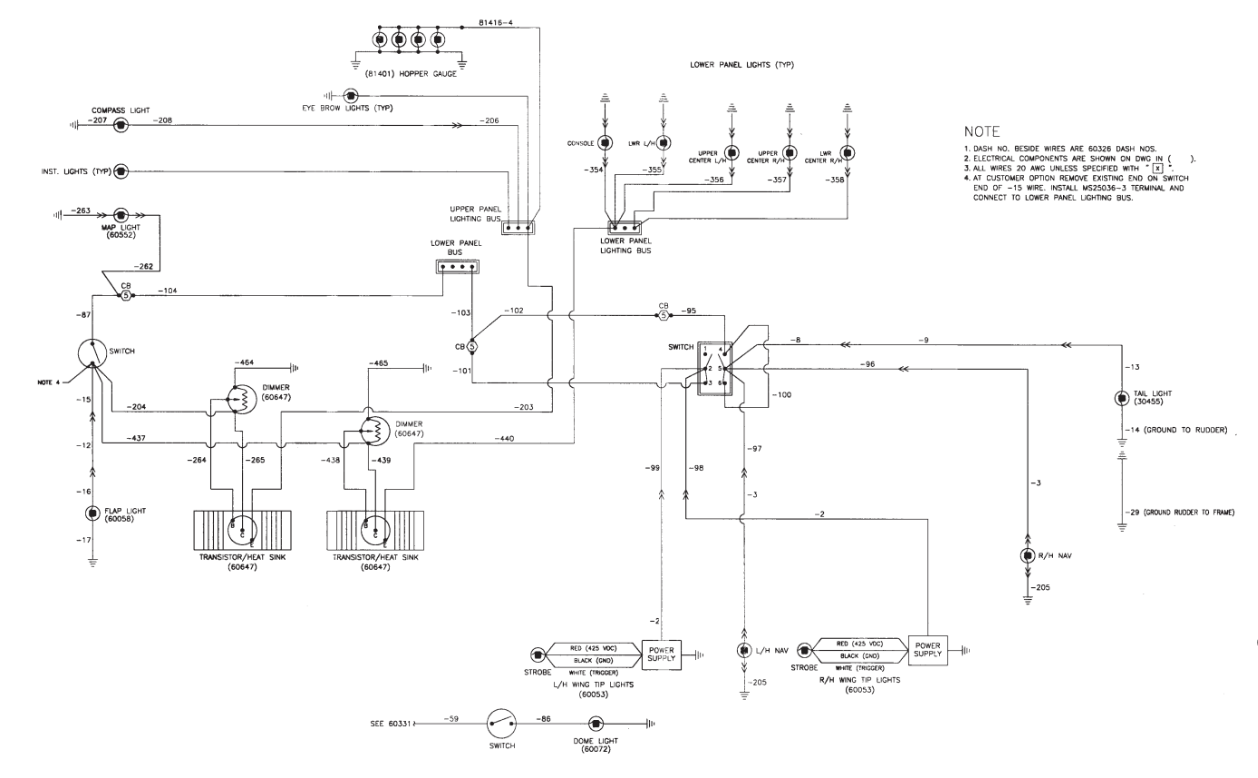 81416-4
(81401) HOPPER GAUGE
LOWER PANEL LIGHTS (TYP)
EYE BROW LIGHTS (TYP)
COMPASS LIGHT
-207
-208
-206
INST. LIGHTS (TYP)
CONSOLE
LWR L/H
UPPER
CENTER L/H
UPPER
CENTER R/H
LWR
CENTER R/H
-354
-355
-356
-357
-358
NOTE
1. DASH NO. BESIDE WIRES ARE 60326 DASH NOS.
2. ELECTRICAL COMPONENTS ARE SHOWN ON DWG IN ( ).
3. ALL WIRES 20 AWG UNLESS SPECIFIED WITH " X ".
4. AT CUSTOMER OPTION REMOVE EXISTING END ON SWITCH
END OF -15 WIRE. INSTALL MS25036-3 TERMINAL AND
CONNECT TO LOWER PANEL LIGHTING BUS.
-263
MAP LIGHT
(60552)
UPPER PANEL
LIGHTING BUS
LOWER PANEL
LIGHTING BUS
LOWER PANEL
BUS
-262
CB
5
-104
-87
SWITCH
-103
-102
CB
5
-95
CB 5
-101
SWITCH
1 4
2 5
3 6
-8
-9
-96
-100
-13
TAIL LIGHT
(30455)
-14 (GROUND TO RUDDER)
-29 (GROUND RUDDER TO FRAME)
NOTE 4
-464
DIMMER
(60647)
-465
DIMMER
(60647)
-15
-204
-203
-437
-440
-12
-264
-265
-438
-439
-16
FLAP LIGHT
(60058)
-17
B
C
E
B
C
E
TRANSISTOR/HEAT SINK
(60647)
TRANSISTOR/HEAT SINK
(60647)
-97
-99
-98
-3
-3
-2
R/H NAV
-205
-2
STROBE
RED (425 VDC)
BLACK (GND)
WHITE (TRIGGER)
POWER
SUPPLY
L/H WING TIP LIGHTS
(60053)
L/H NAV
-205
STROBE
RED (425 VDC)
BLACK (GND)
WHITE (TRIGGER)
POWER
SUPPLY
R/H WING TIP LIGHTS
(60053)
SEE 60331
-59
-86
SWITCH
DOME LIGHT
(60072)